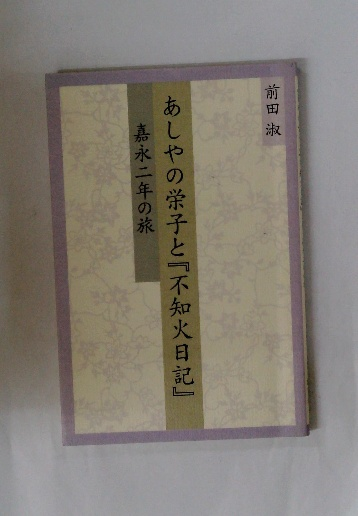 前田 淑
あしやの栄子と『不知火日記』
嘉永二年の旅